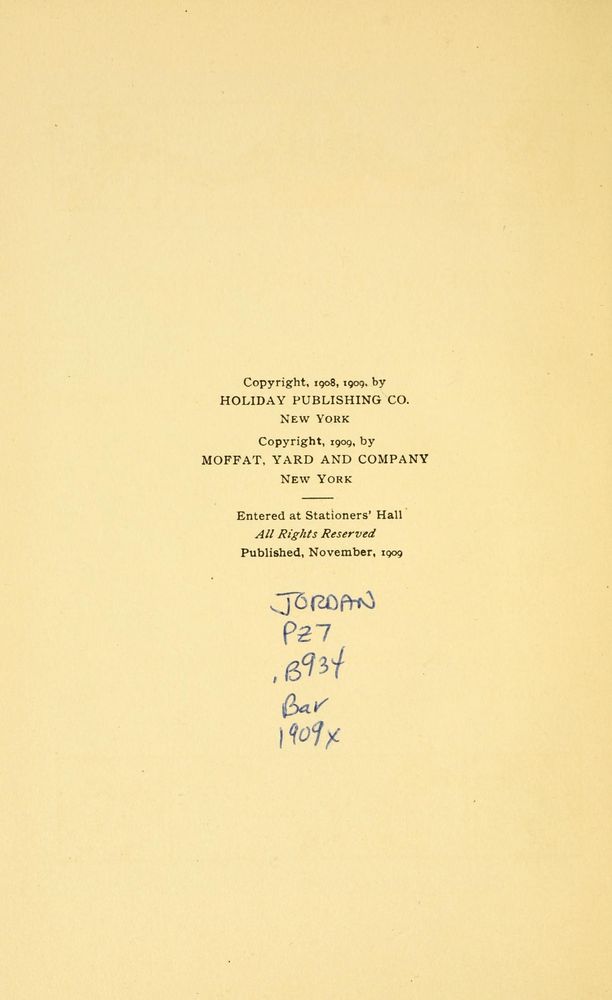 Copyright, 1908, 1909, by
HOLIDAY PUBLISHING CO.
NEW YORK
Copyright, 1909, by
MOFFAT, YARD AND COMPANY
NEW YORK
Entered at Stationers' Hall
All Rights Reserved
Published, November, 1909
JORDAN
PZ7
.B934
Bar
1909x